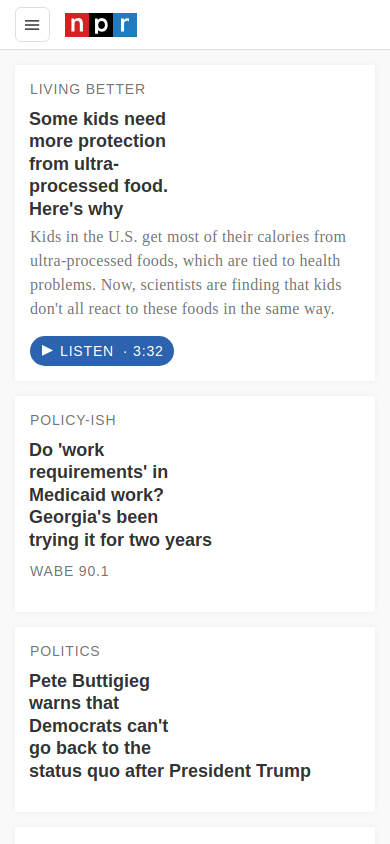 npr
LIVING BETTER
Some kids need
more protection
from ultra-
processed food.
Here's why
Kids in the U.S. get most of their calories from
ultra-processed foods, which are tied to health
problems. Now, scientists are finding that kids
don't all react to these foods in the same way.
LISTEN · 3:32
POLICY-ISH
Do 'work
requirements' in
Medicaid work?
Georgia's been
trying it for two years
WABE 90.1
POLITICS
Pete Buttigieg
warns that
Democrats can't
go back to the
status quo after President Trump